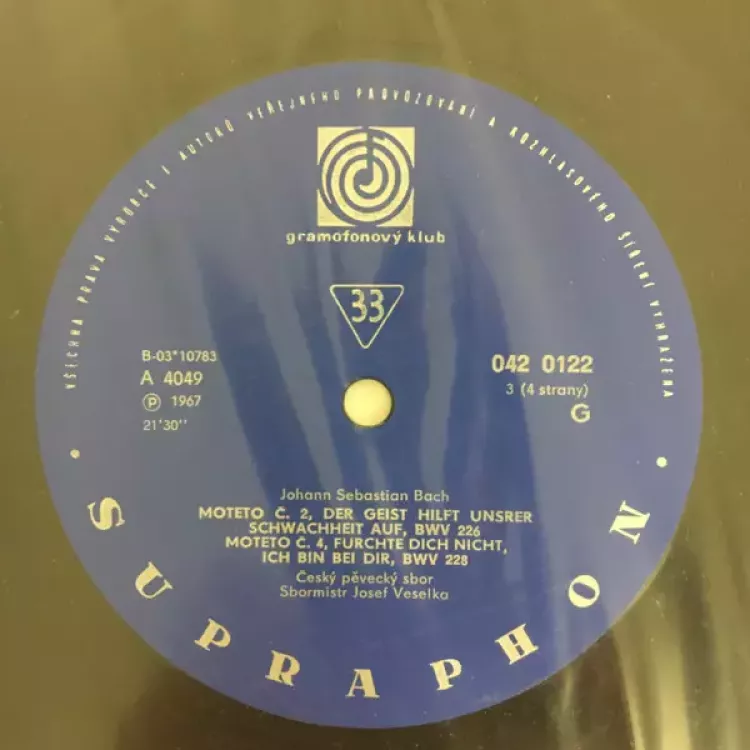 VŠECHNA PRÁVA VÝROBCE I AUTORŮ VEŘEJNÉHO PROVOZOVÁNÍ A ROZHLASOVÉHO ŠÍŘENÍ VYHRAŽENA
gramofonový klub
33
B-03*10783
A 4049
Ⓟ 1967
21'30''
042 0122
3 (4 strany)
G
Johann Sebastian Bach
MOTETO Č. 2, DER GEIST HILFT UNSRER
SCHWACHHEIT AUF, BWV 226
MOTETO Č. 4, FÜRCHTE DICH NICHT,
ICH BIN BEI DIR, BWV 228
Český pěvecký sbor
Sbormistr Josef Veselka
SUPRAPHON